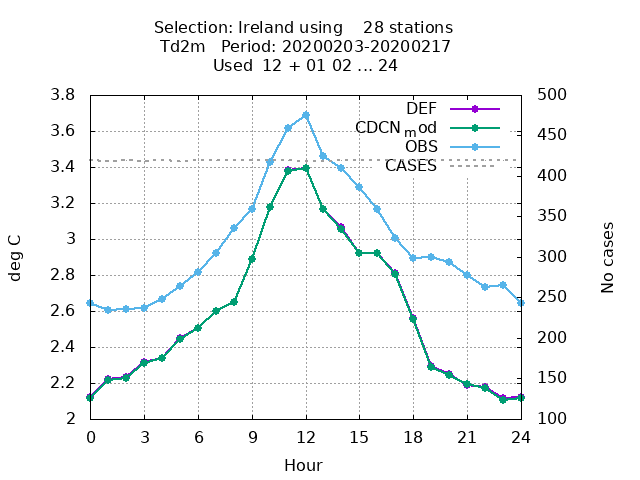 Selection: Ireland using    28 stations
Td2m   Period: 20200203-20200217
Used  12 + 01 02 ... 24
3.8
3.6
3.4
3.2
3
2.8
2.6
2.4
2.2
2
deg C
500
450
400
350
300
250
200
150
100
No cases
DEF
CDCN_mod
OBS
CASES
0 3 6 9 12 15 18 21 24
Hour